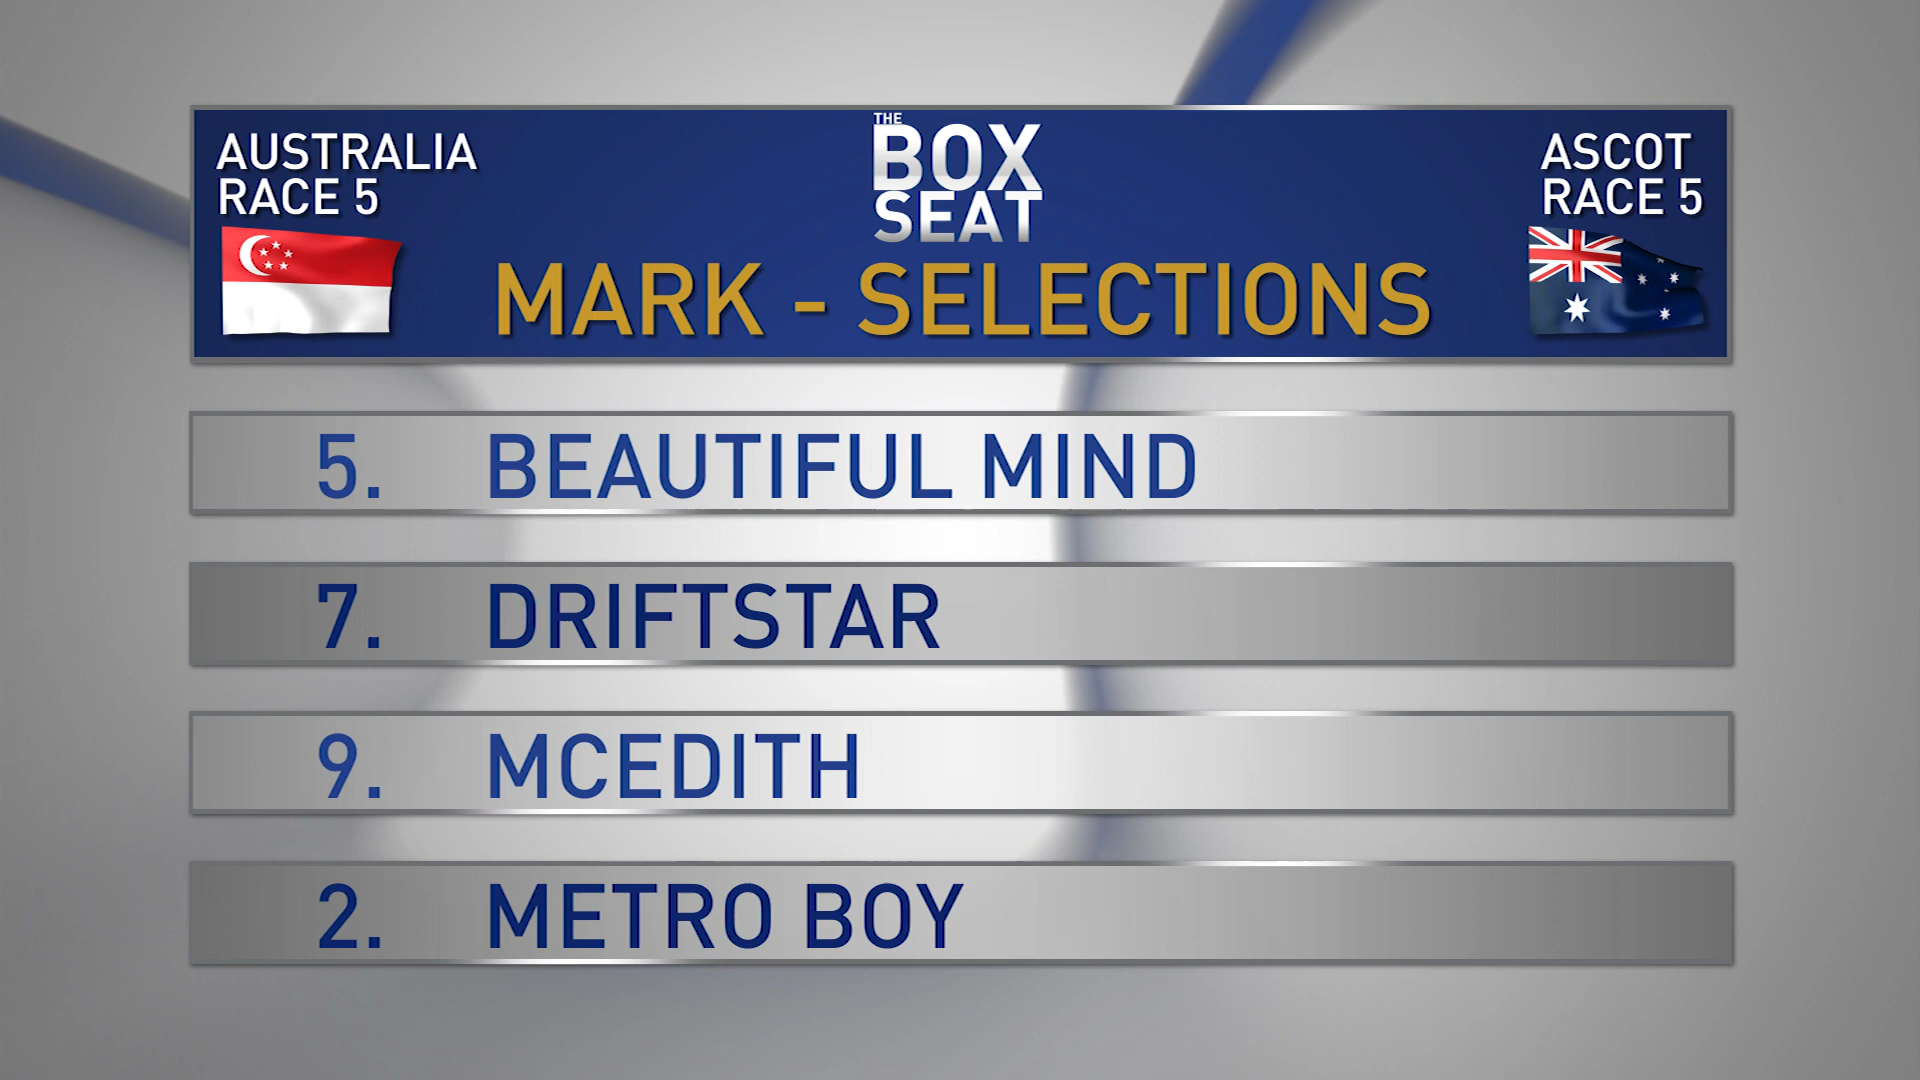 AUSTRALIA
RACE 5
THE
BOX
SEAT
ASCOT
RACE 5
MARK - SELECTIONS
5. BEAUTIFUL MIND
7. DRIFTSTAR
9. MCEDITH
2. METRO BOY